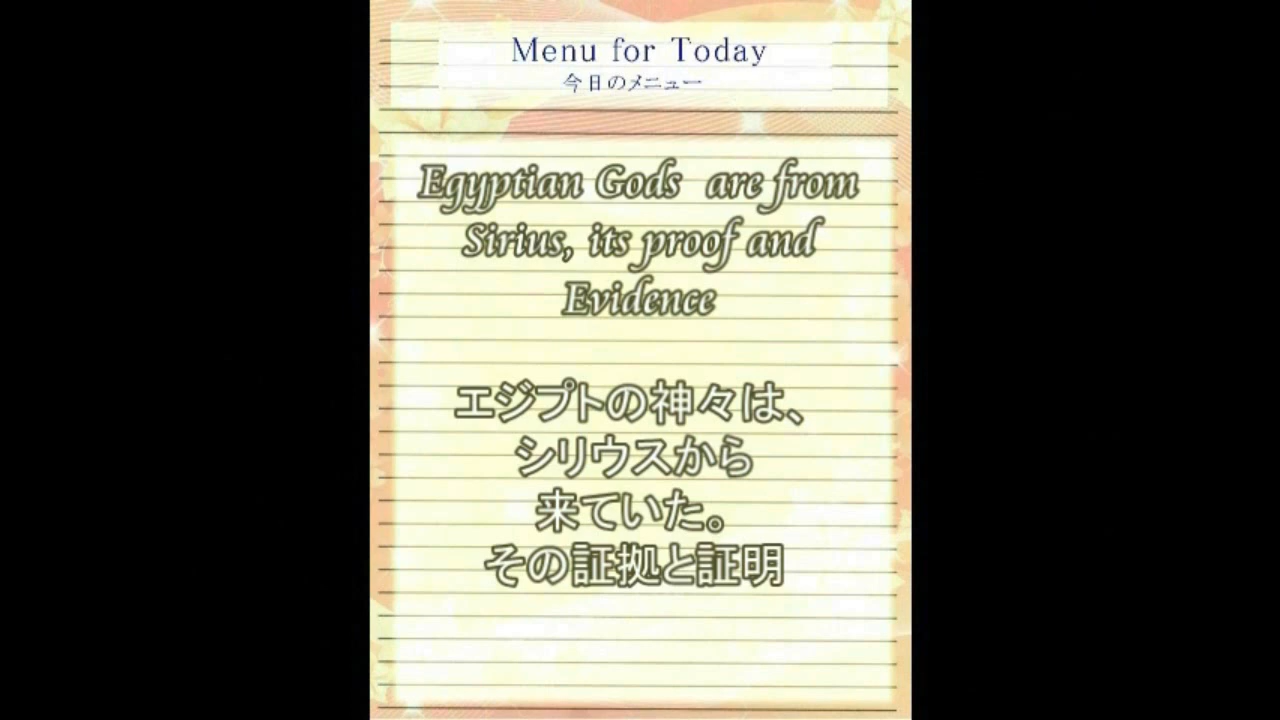 Menu for Today
今日のメニュー
Egyptian Gods are from
Sirius, its proof and
Evidence
エジプトの神々は、
シリウスから
来ていた。
その証拠と証明